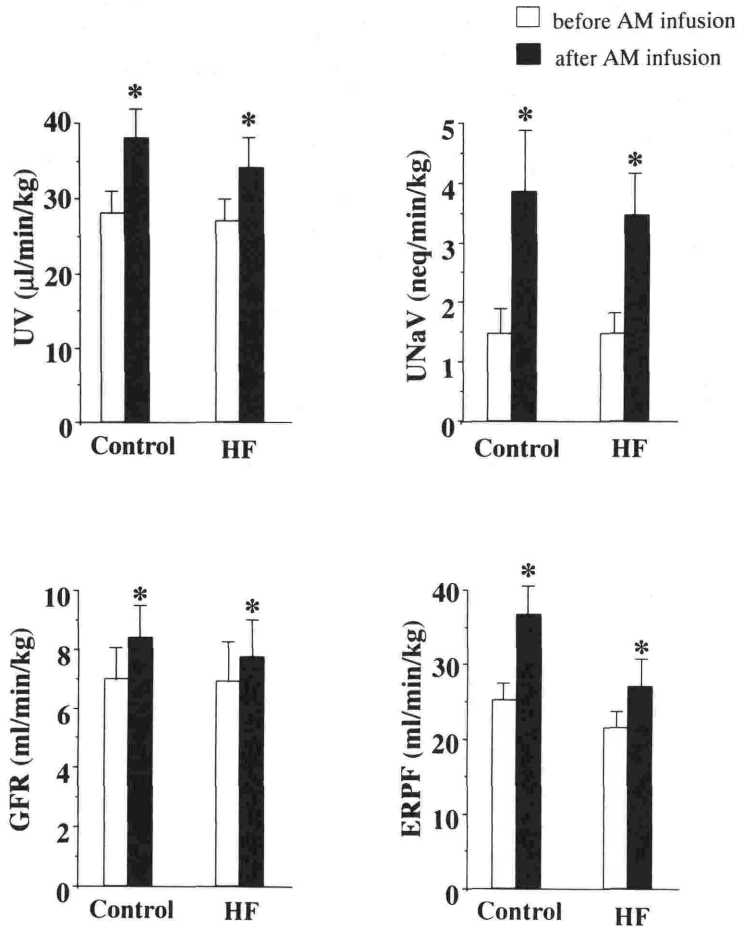 before AM infusion
after AM infusion
UV (µl/min/kg)
40
30
20
10
0
*
*
Control
HF
UNaV (neq/min/kg)
5
4
3
2
1
0
*
*
Control
HF
GFR (ml/min/kg)
10
8
6
4
2
0
*
*
Control
HF
ERPF (ml/min/kg)
40
30
20
10
0
*
*
Control
HF